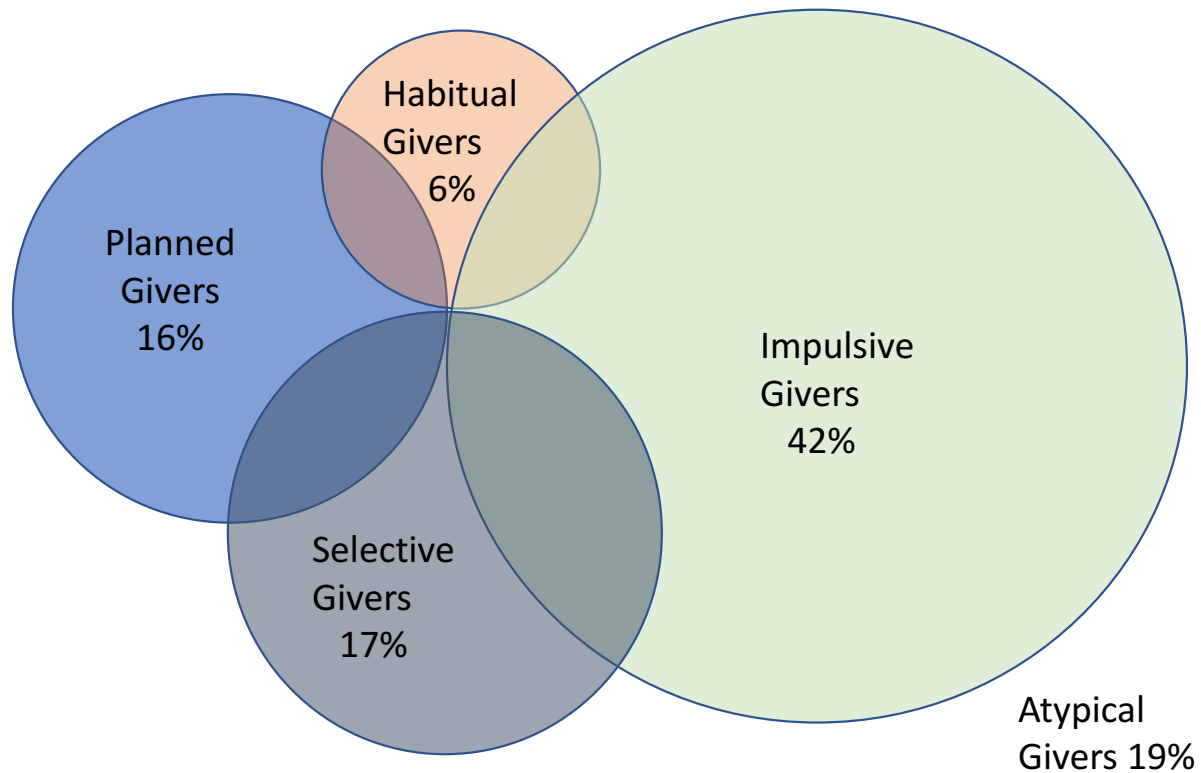 Habitual
Givers
6%
Planned
Givers
16%
Impulsive
Givers
42%
Selective
Givers
17%
Atypical
Givers 19%